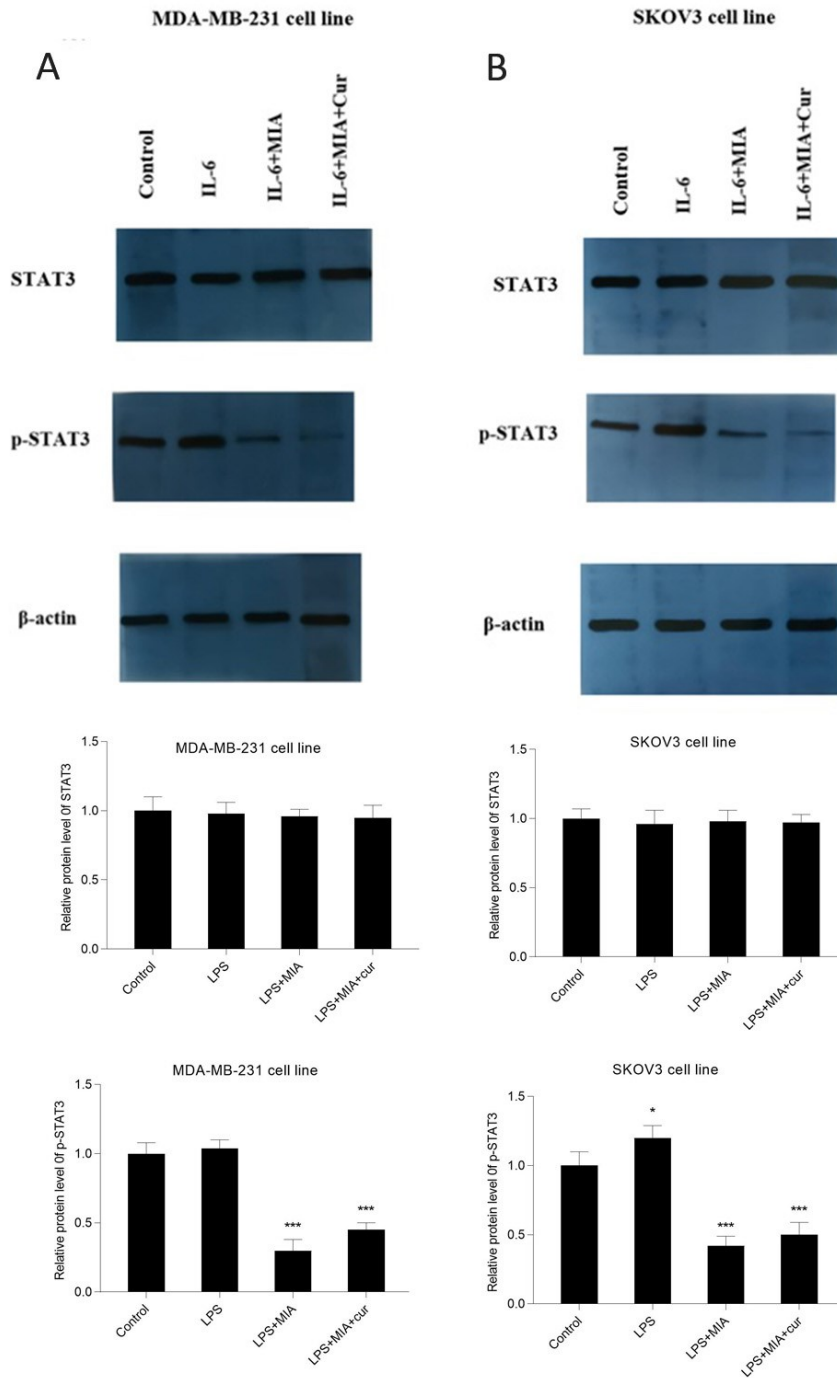 MDA-MB-231 cell line
SKOV3 cell line
A
B
Control
IL-6
IL-6+MIA
IL-6+MIA+Cur
Control
IL-6
IL-6+MIA
IL-6+MIA+Cur
STAT3
STAT3
p-STAT3
p-STAT3
β-actin
β-actin
MDA-MB-231 cell line
Relative protein level 0f STAT3
1.5
1.0
0.5
0.0
Control
LPS
LPS+MIA
LPS+MIA+cur
SKOV3 cell line
Relative protein level 0f STAT3
1.5
1.0
0.5
0.0
Control
LPS
LPS+MIA
LPS+MIA+cur
MDA-MB-231 cell line
Relative protein level 0f p-STAT3
1.5
1.0
0.5
0.0
***
***
Control
LPS
LPS+MIA
LPS+MIA+cur
SKOV3 cell line
Relative protein level 0f p-STAT3
1.5
1.0
0.5
0.0
*
***
***
Control
LPS
LPS+MIA
LPS+MIA+cur